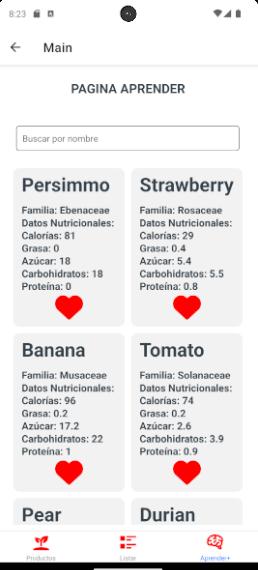 8:23
Main
PAGINA APRENDER
Buscar por nombre
Persimmo
Familia: Ebenaceae
Datos Nutricionales:
Calorías: 81
Grasa: 0
Azúcar: 18
Carbohidratos: 18
Proteína: 0
Strawberry
Familia: Rosaceae
Datos Nutricionales:
Calorías: 29
Grasa: 0.4
Azúcar: 5.4
Carbohidratos: 5.5
Proteína: 0.8
Banana
Familia: Musaceae
Datos Nutricionales:
Calorías: 96
Grasa: 0.2
Azúcar: 17.2
Carbohidratos: 22
Proteína: 1
Tomato
Familia: Solanaceae
Datos Nutricionales:
Calorías: 74
Grasa: 0.2
Azúcar: 2.6
Carbohidratos: 3.9
Proteína: 0.9
Pear
Durian
Productos
Listar
Aprender+